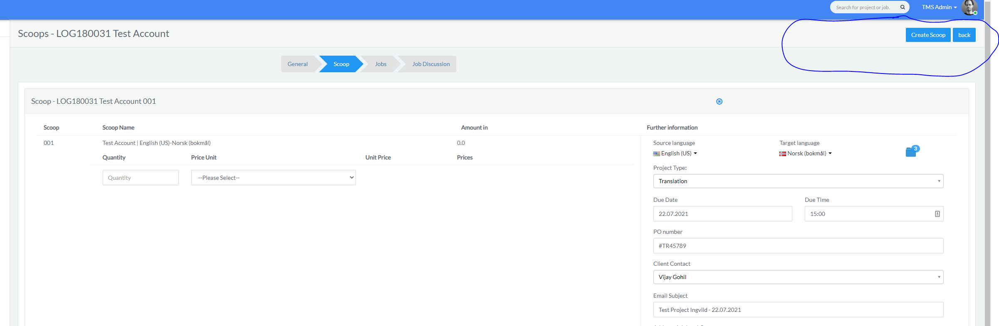 Search for project or job.
TMS Admin
Scoops - LOG180031 Test Account
Create Scoop
back
General
Scoop
Jobs
Job Discussion
Scoop - LOG180031 Test Account 001
Scoop Scoop Name Amount in Further information
001 Test Account | English (US)-Norsk (bokmål) 0.0
Source language Target language
3
English (US) Norsk (bokmål)
Quantity Price Unit Unit Price Prices
Quantity --Please Select--
Project Type:
Translation
Due Date Due Time
22.07.2021 15:00
PO number
#TR45789
Client Contact
Vijay Gohil
Email Subject
Test Project Ingvild - 22.07.2021